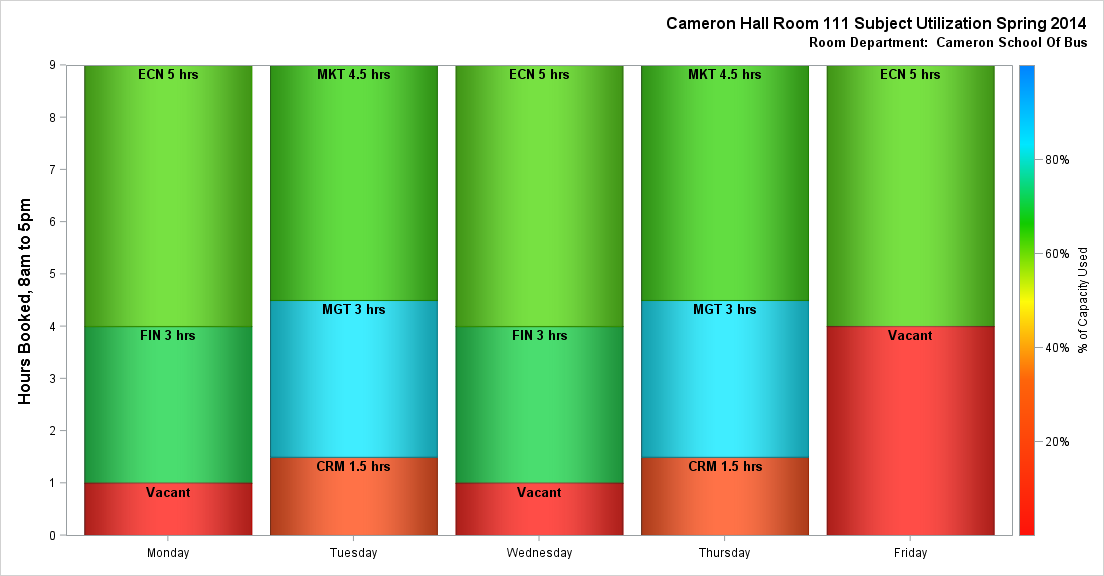 Cameron Hall Room 111 Subject Utilization Spring 2014
Room Department:  Cameron School Of Bus
Hours Booked, 8am to 5pm
9
8
7
6
5
4
3
2
1
0
ECN 5 hrs
FIN 3 hrs
Vacant
MKT 4.5 hrs
MGT 3 hrs
CRM 1.5 hrs
ECN 5 hrs
FIN 3 hrs
Vacant
MKT 4.5 hrs
MGT 3 hrs
CRM 1.5 hrs
ECN 5 hrs
Vacant
Monday
Tuesday
Wednesday
Thursday
Friday
80%
60%
40%
20%
% of Capacity Used